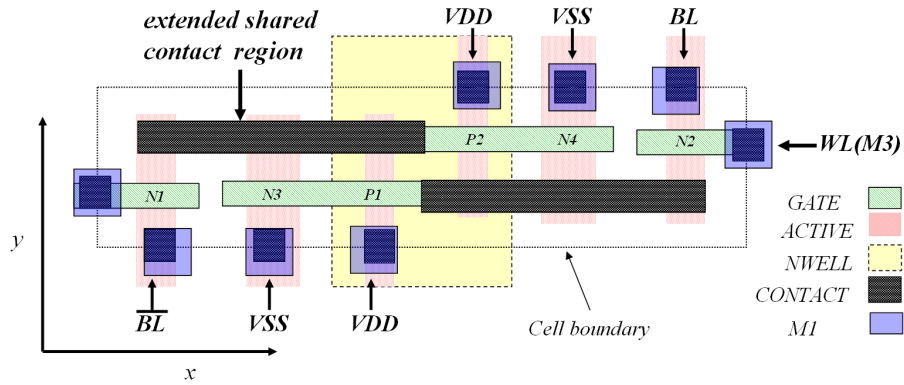 extended shared
contact region
VDD
VSS
BL
P2
N4
N2
WL(M3)
N1
N3
P1
GATE
ACTIVE
NWELL
CONTACT
M1
y
BL
VSS
VDD
Cell boundary
x